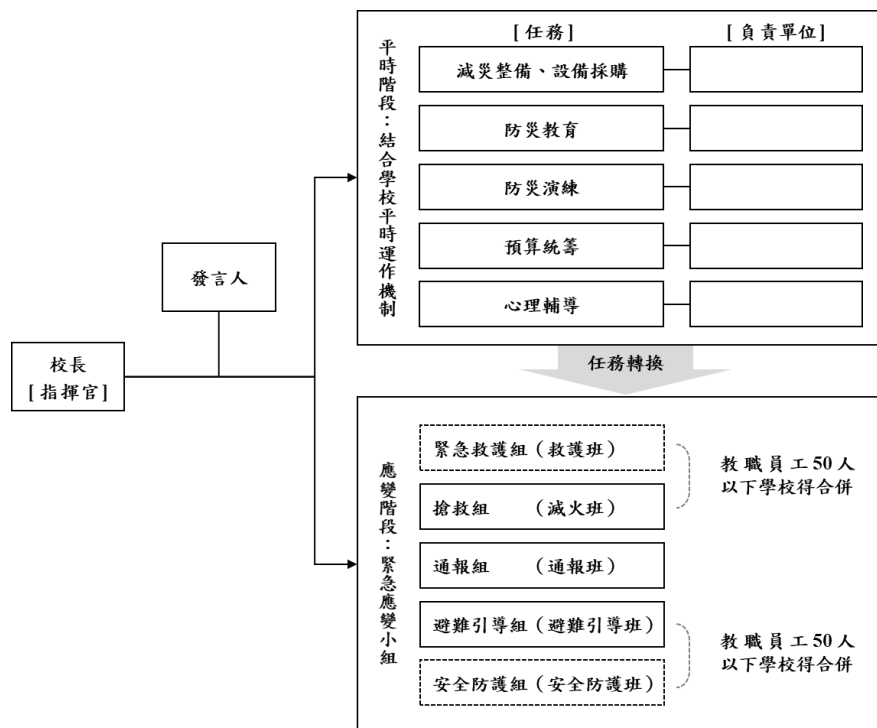 [任務]
[負責單位]
平時階段：結合學校平時運作機制
減災整備、設備採購
防災教育
防災演練
預算統籌
心理輔導
發言人
校長
[指揮官]
任務轉換
應變階段：緊急應變小組
緊急救護組（救護班）
搶救組　　（滅火班）
教職員工50人
以下學校得合併
通報組　　（通報班）
避難引導組（避難引導班）
安全防護組（安全防護班）
教職員工50人
以下學校得合併